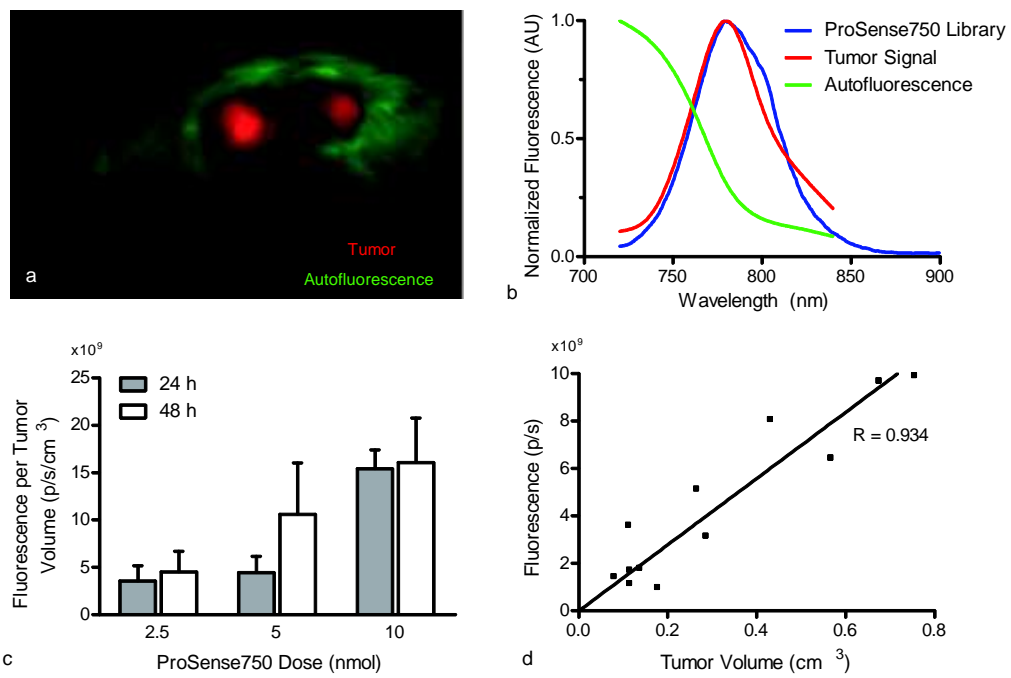 Tumor
Autofluorescence
a
Normalized Fluorescence (AU)
1.0
0.5
0.0
700
750
800
850
900
Wavelength (nm)
ProSense750 Library
Tumor Signal
Autofluorescence
b
x10^9
Fluorescence per Tumor
Volume (p/s/cm ^3)
25
20
15
10
5
0
24 h
48 h
2.5
5
10
ProSense750 Dose (nmol)
c
x10^9
Fluorescence (p/s)
10
8
6
4
2
0
R = 0.934
0.0
0.2
0.4
0.6
0.8
Tumor Volume (cm ^3)
d